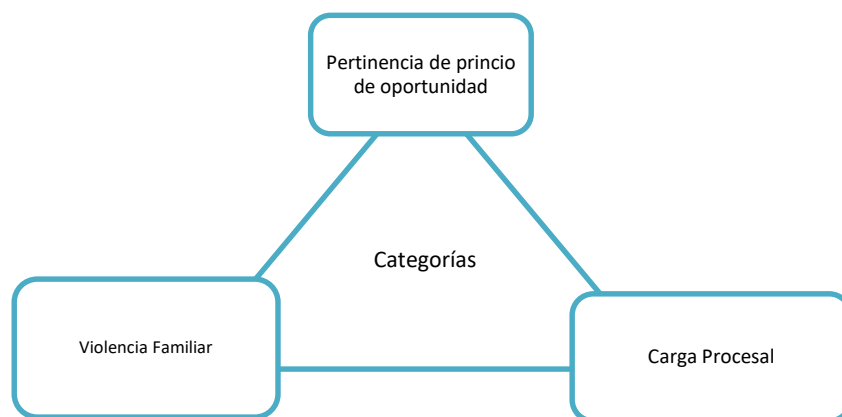 Pertinencia de princio
de oportunidad
Categorías
Violencia Familiar
Carga Procesal